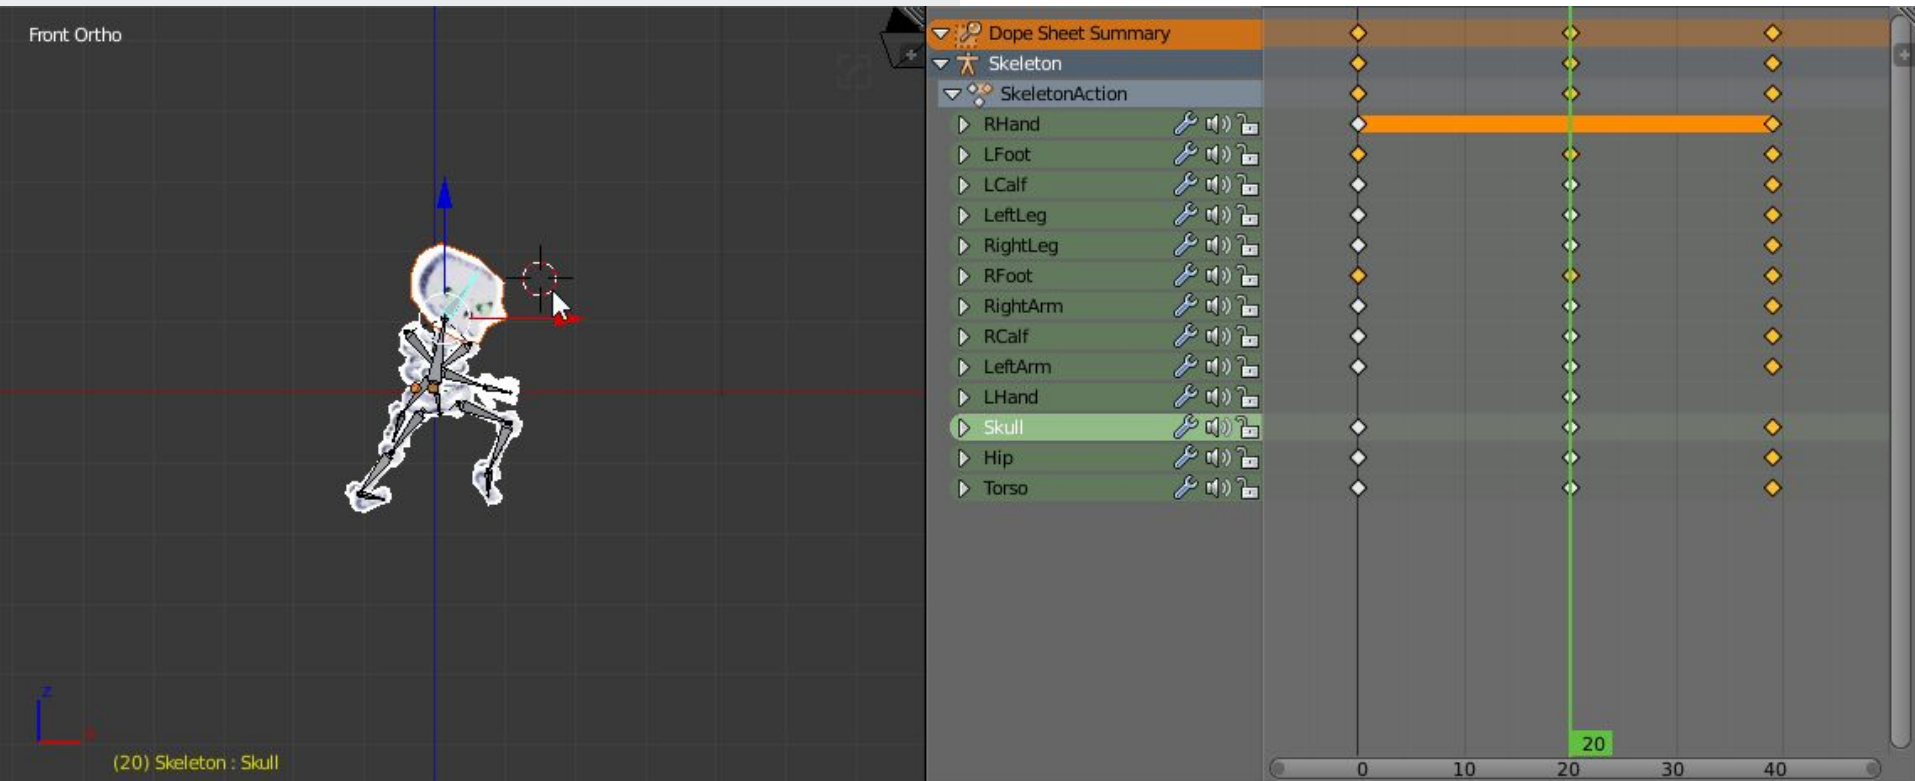 Front Ortho
Dope Sheet Summary
Skeleton
SkeletonAction
RHand
LFoot
LCalf
LeftLeg
RightLeg
RFoot
RightArm
RCalf
LeftArm
LHand
Skull
Hip
Torso
z
x
(20) Skeleton : Skull
20
0 10 20 30 40